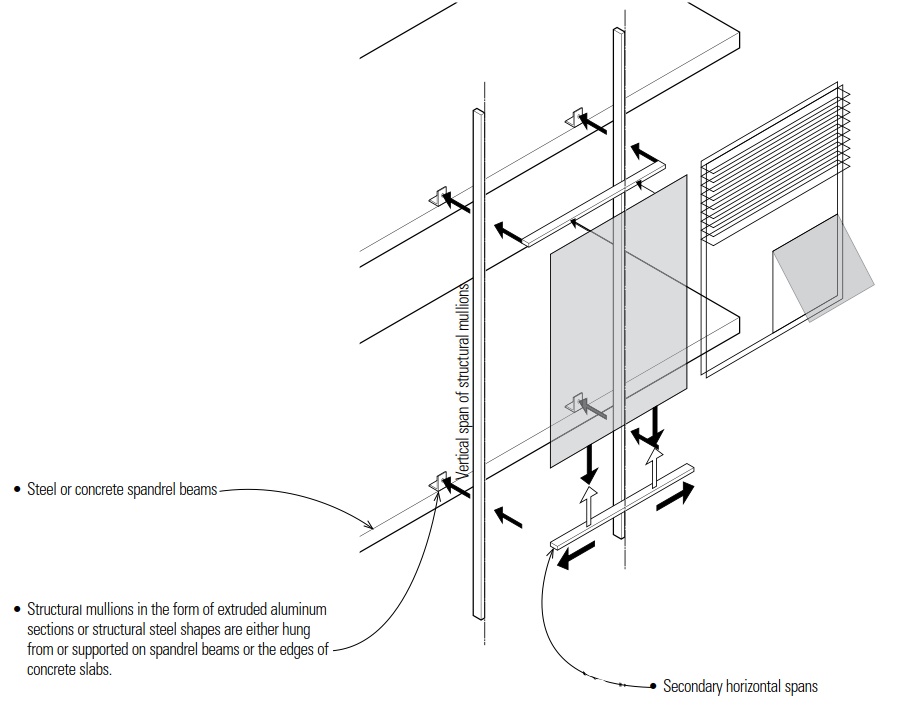 Vertical span of structural mullions
• Steel or concrete spandrel beams
• Structural mullions in the form of extruded aluminum
sections or structural steel shapes are either hung
from or supported on spandrel beams or the edges of
concrete slabs.
• Secondary horizontal spans